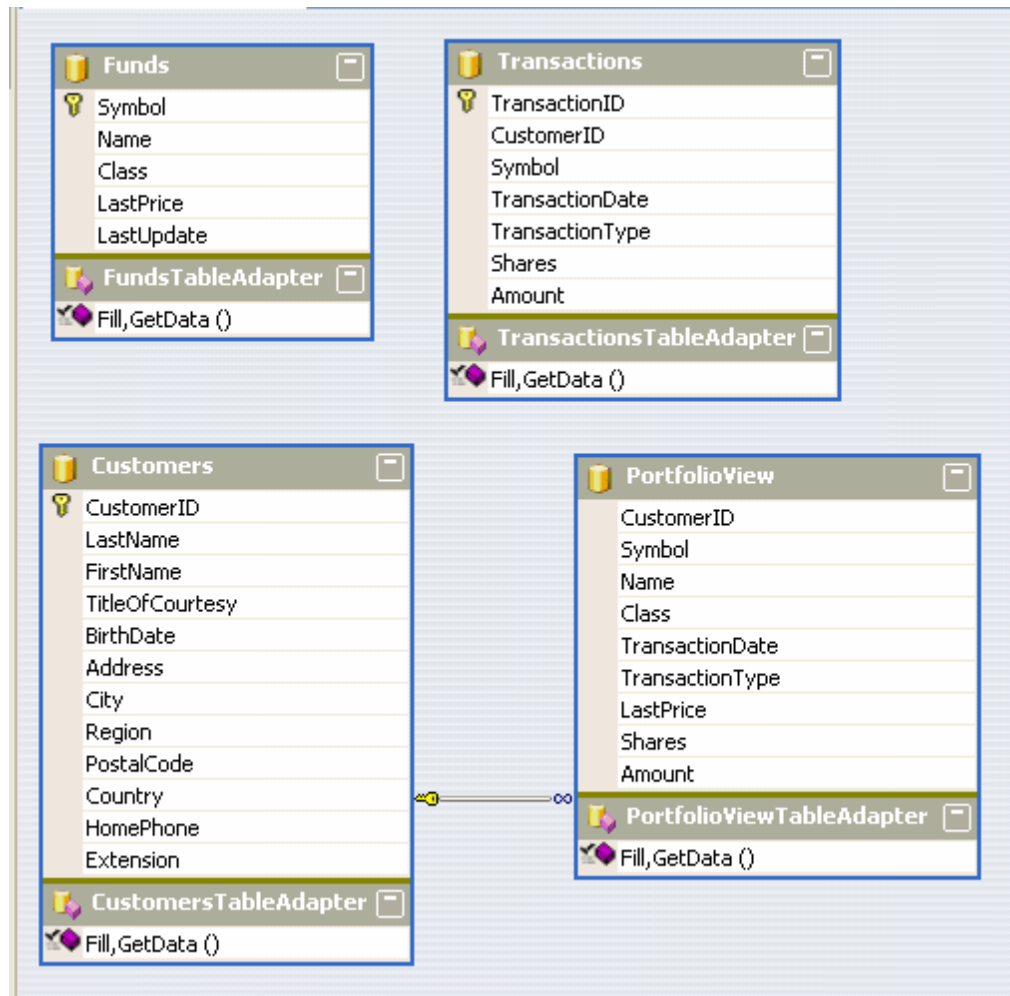 Funds
Symbol
Name
Class
LastPrice
LastUpdate
FundsTableAdapter
Fill,GetData ()
Transactions
TransactionID
CustomerID
Symbol
TransactionDate
TransactionType
Shares
Amount
TransactionsTableAdapter
Fill,GetData ()
Customers
CustomerID
LastName
FirstName
TitleOfCourtesy
BirthDate
Address
City
Region
PostalCode
Country
HomePhone
Extension
CustomersTableAdapter
Fill,GetData ()
PortfolioView
CustomerID
Symbol
Name
Class
TransactionDate
TransactionType
LastPrice
Shares
Amount
PortfolioViewTableAdapter
Fill,GetData ()